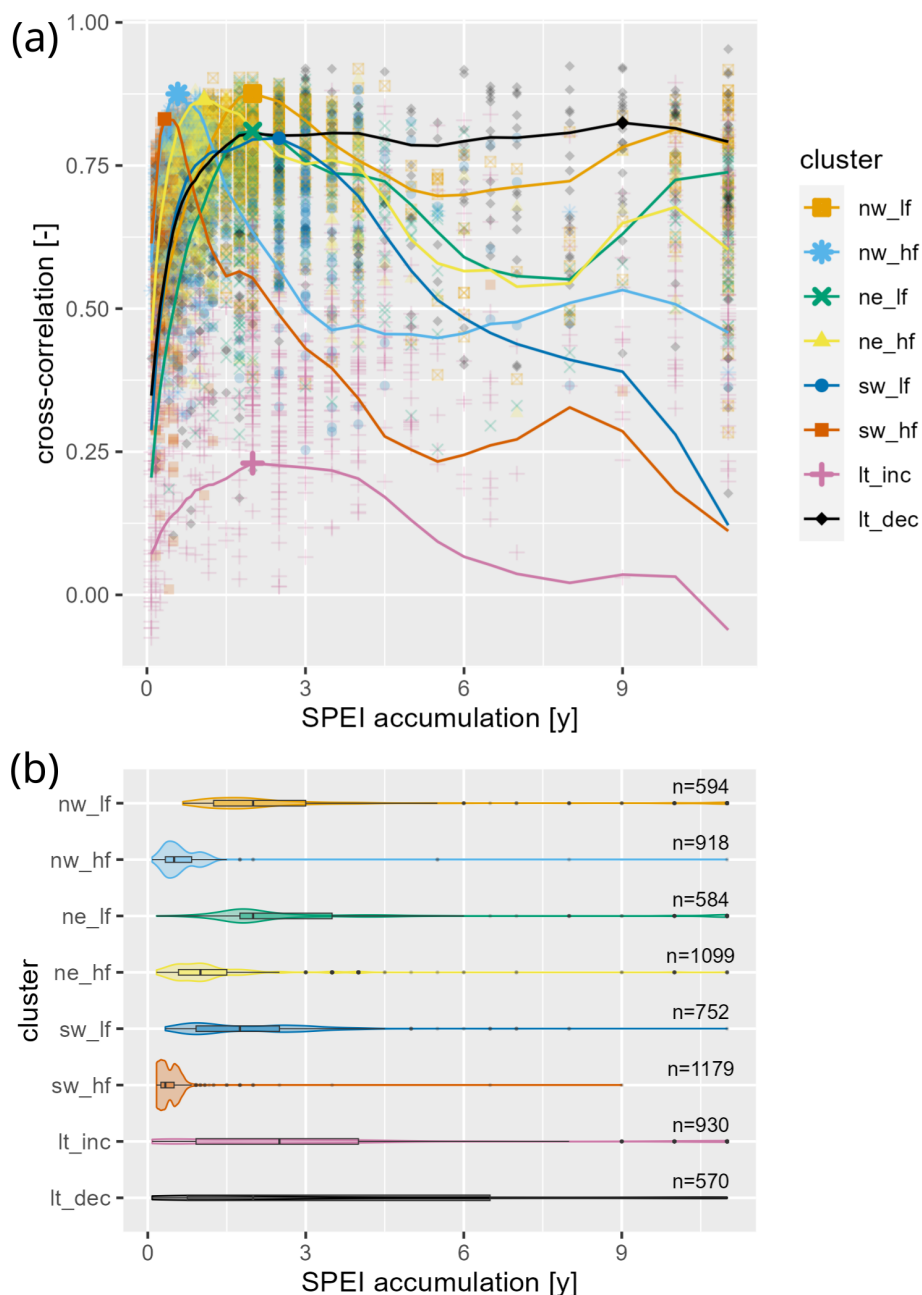 (a)
1.00
0.75
0.50
0.25
0.00
cross-correlation [-]
0 3 6 9
SPEI accumulation [y]
cluster
nw_lf
nw_hf
ne_lf
ne_hf
sw_lf
sw_hf
lt_inc
lt_dec
(b)
cluster
nw_lf n=594
nw_hf n=918
ne_lf n=584
ne_hf n=1099
sw_lf n=752
sw_hf n=1179
lt_inc n=930
lt_dec n=570
0 3 6 9
SPEI accumulation [y]